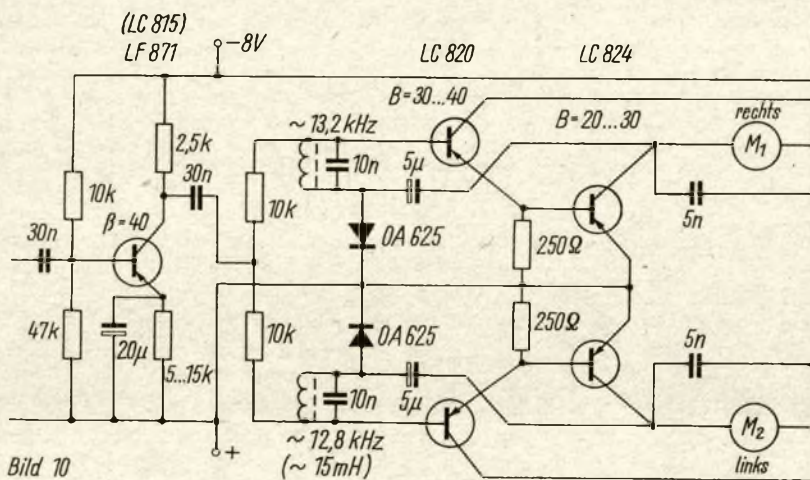 (LC 815)
LF 871
−8V
LC 820
LC 824
B=30...40
B=20...30
rechts
M₁
~13,2 kHz
2,5k
30n
10n
5μ
5n
10k
10k
β=40
30n
OA 625
250Ω
47k
20μ
5...15k
10k
OA 625
250Ω
5n
10n
5μ
+
~12,8 kHz
(~ 15mH)
M₂
links
Bild 10